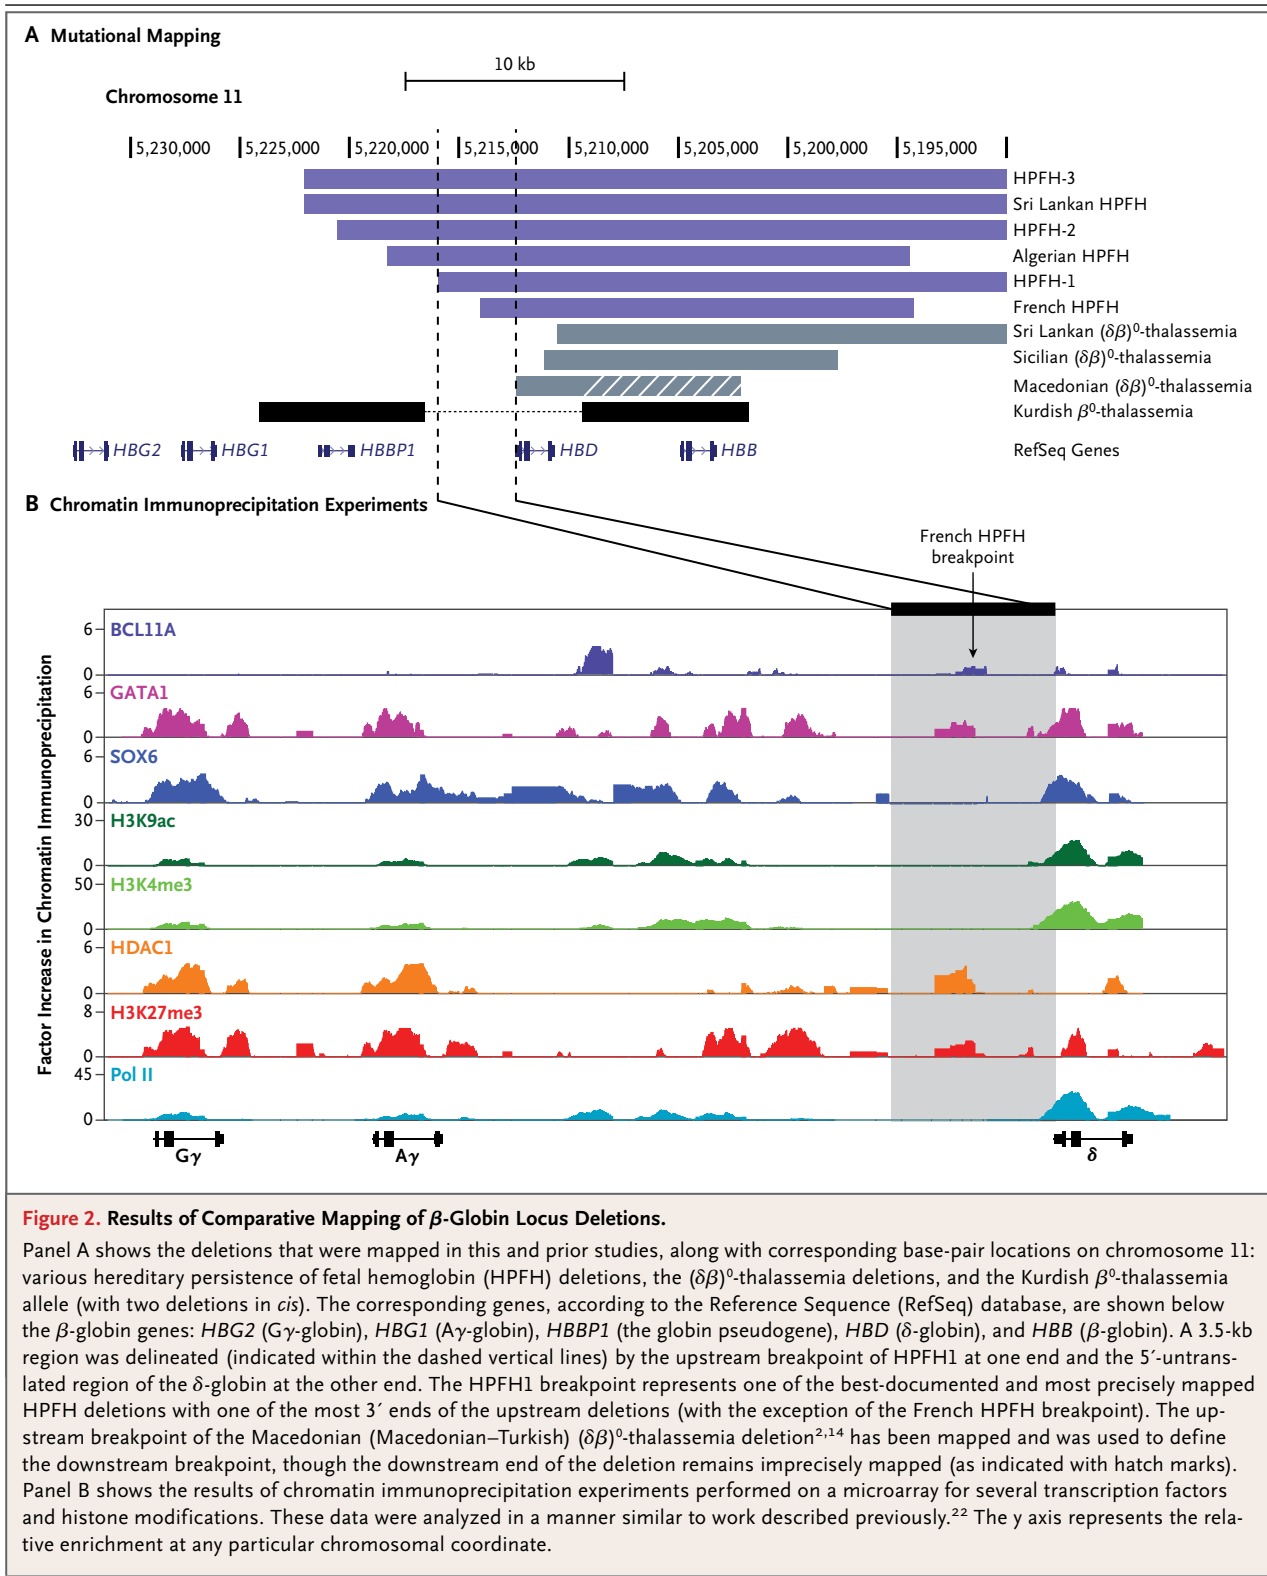 A Mutational Mapping
10 kb
Chromosome 11
5,230,000 5,225,000 5,220,000 5,215,000 5,210,000 5,205,000 5,200,000 5,195,000
HPFH-3
Sri Lankan HPFH
HPFH-2
Algerian HPFH
HPFH-1
French HPFH
Sri Lankan (δβ)⁰-thalassemia
Sicilian (δβ)⁰-thalassemia
Macedonian (δβ)⁰-thalassemia
Kurdish β⁰-thalassemia
HBG2 HBG1 HBBP1 HBD HBB RefSeq Genes
B Chromatin Immunoprecipitation Experiments
French HPFH
breakpoint
Factor Increase in Chromatin Immunoprecipitation
6 BCL11A
0
6 GATA1
0
6 SOX6
0
30 H3K9ac
0
50 H3K4me3
0
6 HDAC1
0
8 H3K27me3
0
45 Pol II
0
Gγ Aγ δ
Figure 2. Results of Comparative Mapping of β-Globin Locus Deletions.
Panel A shows the deletions that were mapped in this and prior studies, along with corresponding base-pair locations on chromosome 11:
various hereditary persistence of fetal hemoglobin (HPFH) deletions, the (δβ)⁰-thalassemia deletions, and the Kurdish β⁰-thalassemia
allele (with two deletions in cis). The corresponding genes, according to the Reference Sequence (RefSeq) database, are shown below
the β-globin genes: HBG2 (Gγ-globin), HBG1 (Aγ-globin), HBBP1 (the globin pseudogene), HBD (δ-globin), and HBB (β-globin). A 3.5-kb
region was delineated (indicated within the dashed vertical lines) by the upstream breakpoint of HPFH1 at one end and the 5′-untrans-
lated region of the δ-globin at the other end. The HPFH1 breakpoint represents one of the best-documented and most precisely mapped
HPFH deletions with one of the most 3′ ends of the upstream deletions (with the exception of the French HPFH breakpoint). The up-
stream breakpoint of the Macedonian (Macedonian–Turkish) (δβ)⁰-thalassemia deletion²,¹⁴ has been mapped and was used to define
the downstream breakpoint, though the downstream end of the deletion remains imprecisely mapped (as indicated with hatch marks).
Panel B shows the results of chromatin immunoprecipitation experiments performed on a microarray for several transcription factors
and histone modifications. These data were analyzed in a manner similar to work described previously.²² The y axis represents the rela-
tive enrichment at any particular chromosomal coordinate.